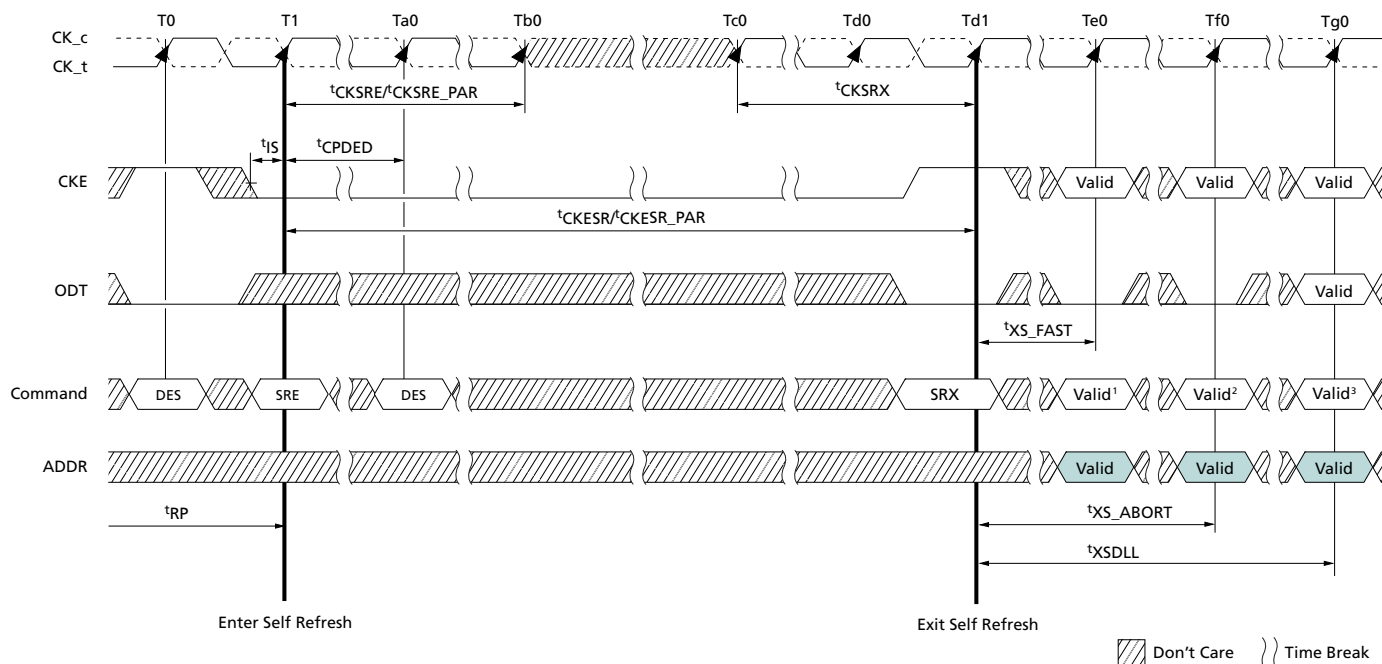 T0 T1 Ta0 Tb0 Tc0 Td0 Td1 Te0 Tf0 Tg0
CK_c
CK_t
tCKSRE/tCKSRE_PAR tCKSRX
tIS tCPDED
CKE Valid Valid Valid
tCKESR/tCKESR_PAR
ODT Valid
tXS_FAST
Command DES SRE DES SRX Valid1 Valid2 Valid3
ADDR Valid Valid Valid
tRP tXS_ABORT
tXSDLL
Enter Self Refresh Exit Self Refresh
Don't Care Time Break